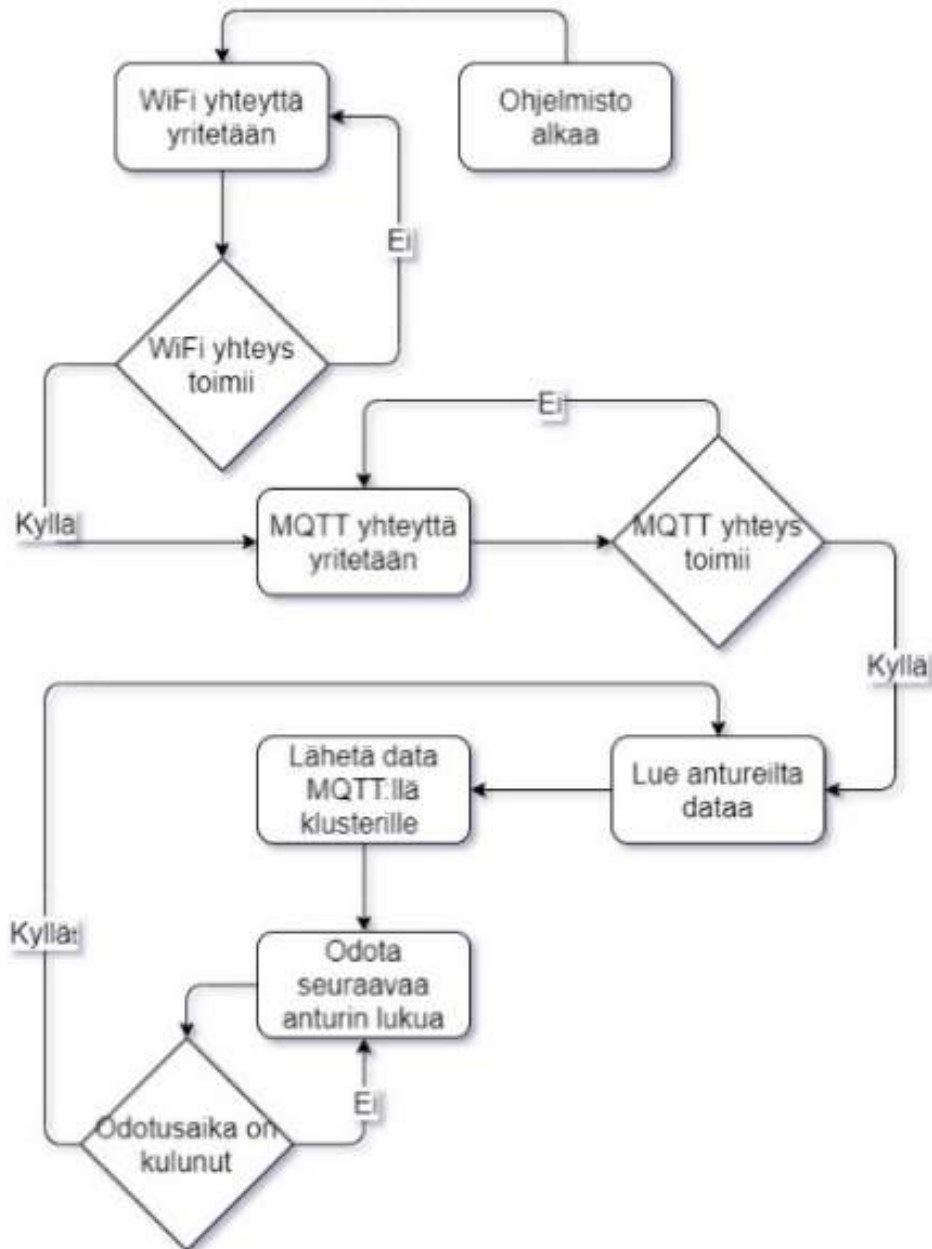 Ohjelmisto
alkaa
WiFi yhteyttä
yritetään
Ei
WiFi yhteys
toimii
Kyllä
Ei
MQTT yhteyttä
yritetään
MQTT yhteys
toimii
Kyllä
Lue antureilta
dataa
Lähetä data
MQTT:llä
klusterille
Odota
seuraavaa
anturin lukua
Odotusaika on
kulunut
Ei
Kyllät